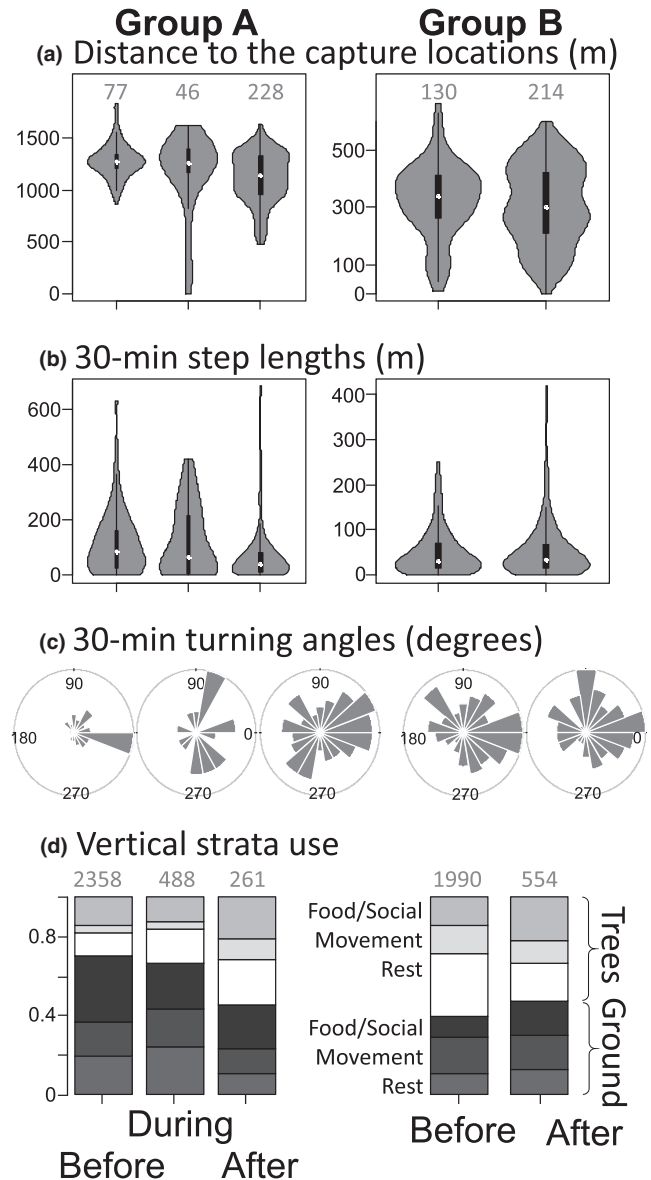 Group A Group B
(a) Distance to the capture locations (m)
77 46 228 130 214
1500
1000
500
0
500
300
100
0
(b) 30-min step lengths (m)
600
400
200
0
400
300
200
100
0
(c) 30-min turning angles (degrees)
90 90 90 90 90
180 0 180 0
270 270 270 270 270
(d) Vertical strata use
2358 488 261 1990 554
0.8
0.4
0
Food/Social
Movement
Rest
Food/Social
Movement
Rest
Trees
Ground
During
Before After
Before After